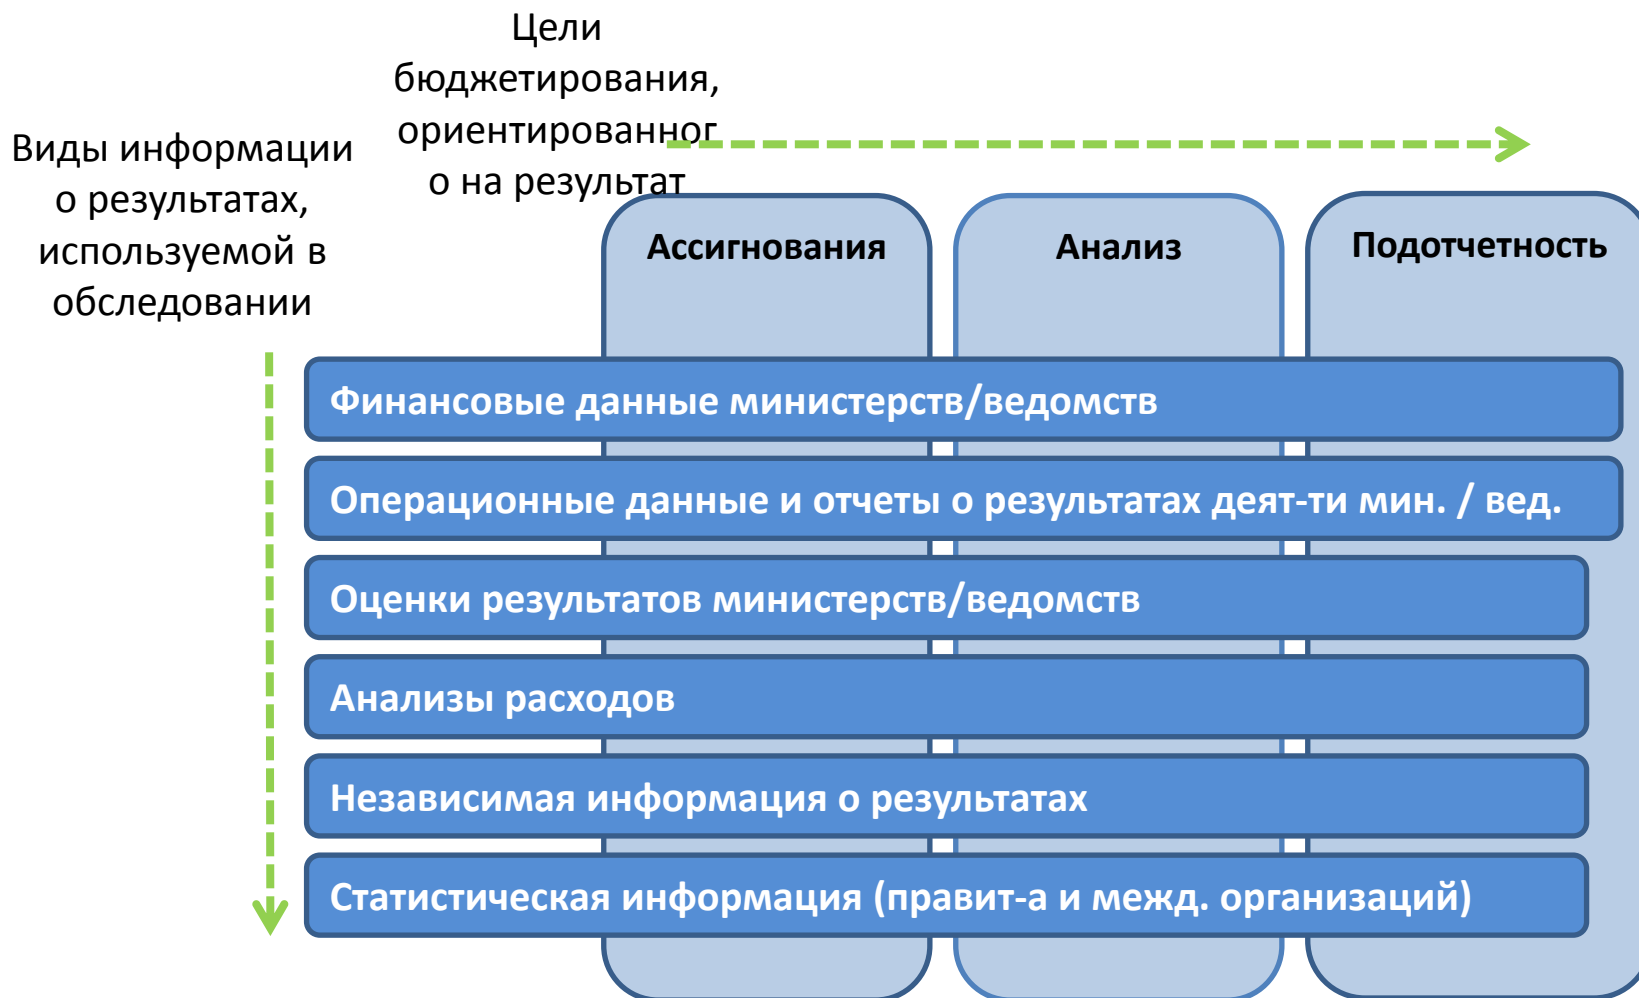 Цели
бюджетирования,
ориентированног
о на результат
Виды информации
о результатах,
используемой в
обследовании
Ассигнования
Анализ
Подотчетность
Финансовые данные министерств/ведомств
Операционные данные и отчеты о результатах деят-ти мин. / вед.
Оценки результатов министерств/ведомств
Анализы расходов
Независимая информация о результатах
Статистическая информация (правит-а и межд. организаций)